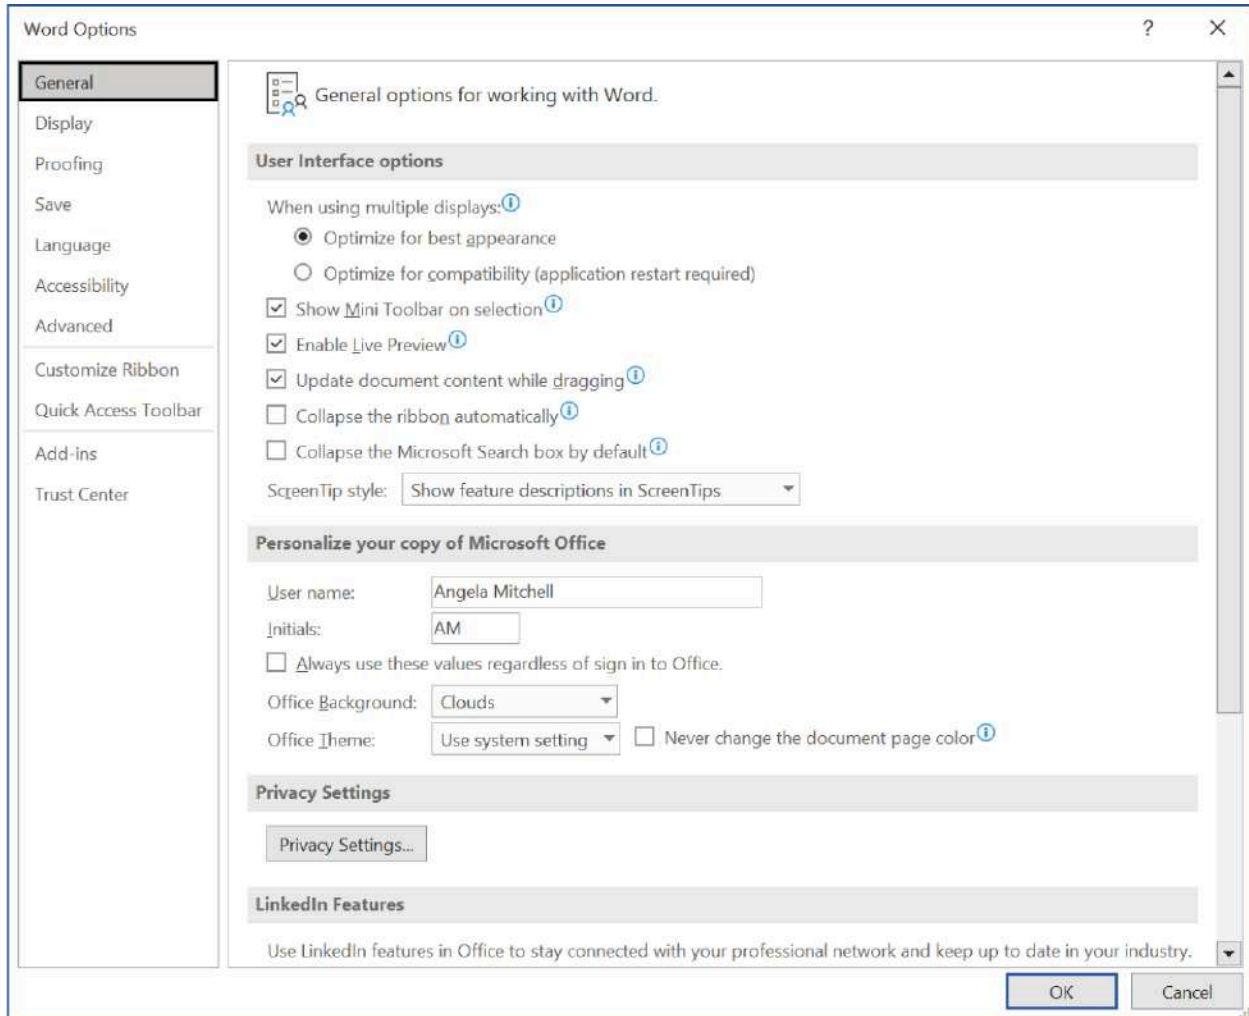 Word Options
?
General
Display
Proofing
Save
Language
Accessibility
Advanced
Customize Ribbon
Quick Access Toolbar
Add-ins
Trust Center
General options for working with Word.
User Interface options
When using multiple displays:
Optimize for best appearance
Optimize for compatibility (application restart required)
Show Mini Toolbar on selection
Enable Live Preview
Update document content while dragging
Collapse the ribbon automatically
Collapse the Microsoft Search box by default
ScreenTip style: Show feature descriptions in ScreenTips
Personalize your copy of Microsoft Office
User name: Angela Mitchell
Initials: AM
Always use these values regardless of sign in to Office.
Office Background: Clouds
Office Theme: Use system setting Never change the document page color
Privacy Settings
Privacy Settings...
LinkedIn Features
Use LinkedIn features in Office to stay connected with your professional network and keep up to date in your industry.
OK Cancel